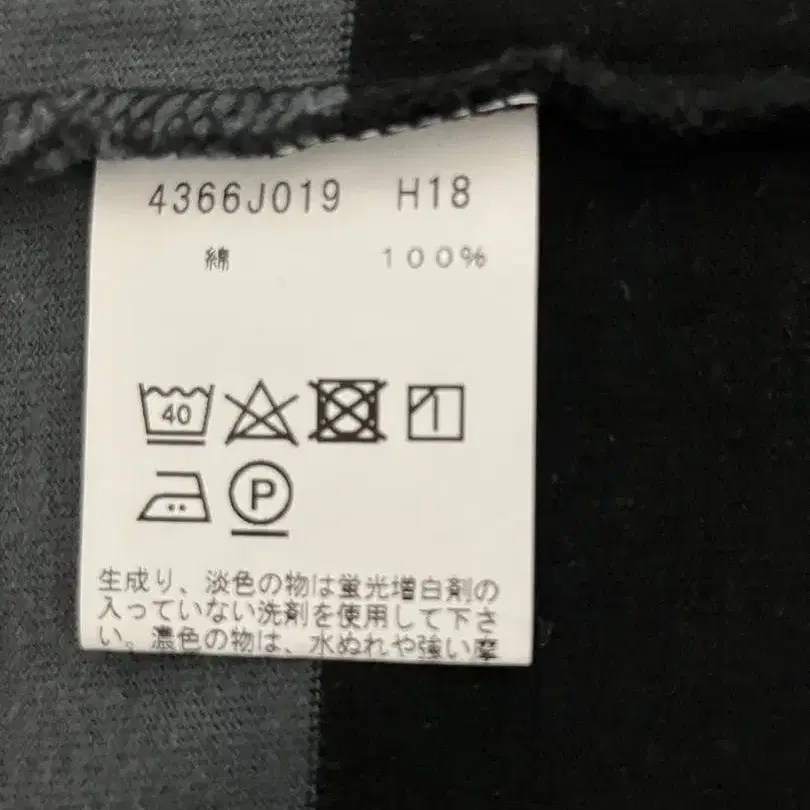 4366J019 H18
綿 100%
40
P
生成り、淡色の物は蛍光増白剤の
入っていない洗剤を使用して下さ
い。濃色の物は、水ぬれや強い摩